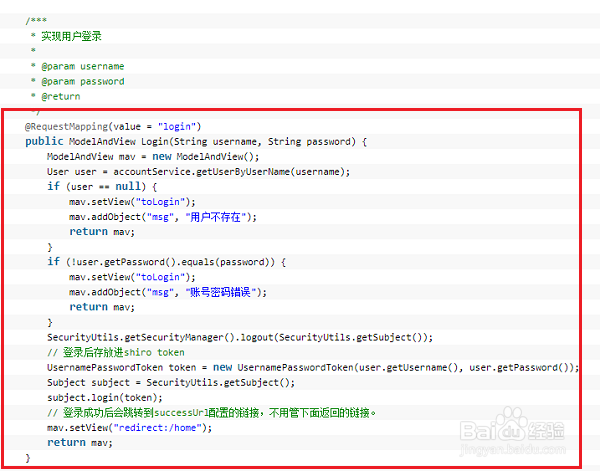 /***
 * 实现用户登录
 *
 * @param username
 * @param password
 * @return
 */
@RequestMapping(value = "login")
public ModelAndView Login(String username, String password) {
    ModelAndView mav = new ModelAndView();
    User user = accountService.getUserByUserName(username);
    if (user == null) {
        mav.setView("toLogin");
        mav.addObject("msg", "用户不存在");
        return mav;
    }
    if (!user.getPassword().equals(password)) {
        mav.setView("toLogin");
        mav.addObject("msg", "账号密码错误");
        return mav;
    }
    SecurityUtils.getSecurityManager().logout(SecurityUtils.getSubject());
    // 登录后存放进shiro token
    UsernamePasswordToken token = new UsernamePasswordToken(user.getUsername(), user.getPassword());
    Subject subject = SecurityUtils.getSubject();
    subject.login(token);
    // 登录成功后会跳转到successUrl配置的链接，不用管下面返回的链接。
    mav.setView("redirect:/home");
    return mav;
}
Baidu 经验
jingyan.baidu.com